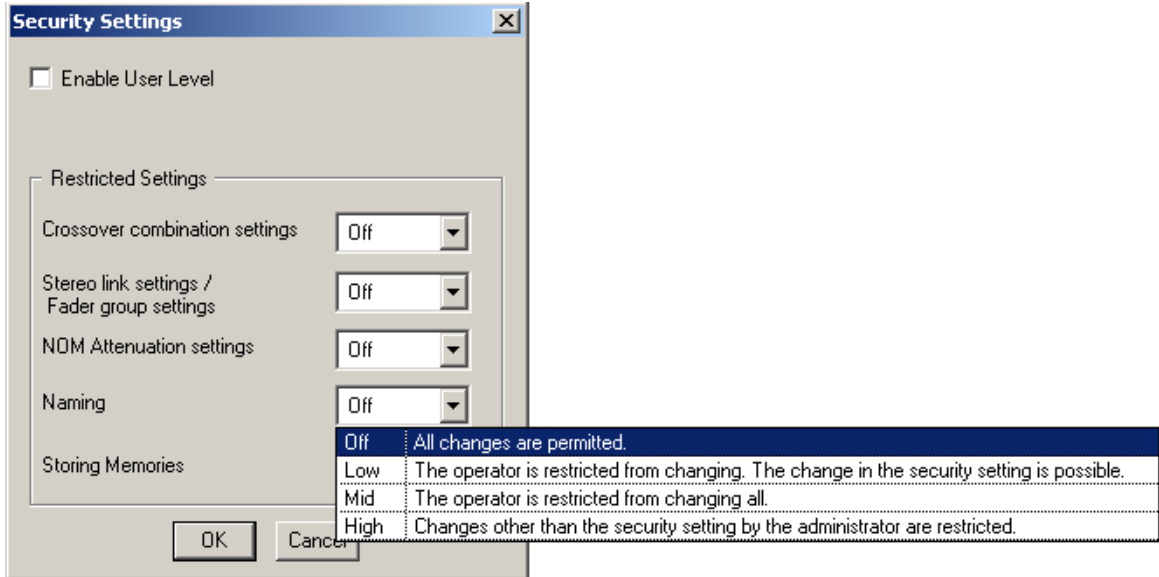 Security Settings
Enable User Level
Restricted Settings
Crossover combination settings Off
Stereo link settings / Off
Fader group settings
NOM Attenuation settings Off
Naming Off
Off All changes are permitted.
Storing Memories
Low The operator is restricted from changing. The change in the security setting is possible.
Mid The operator is restricted from changing all.
High Changes other than the security setting by the administrator are restricted.
OK Cancel